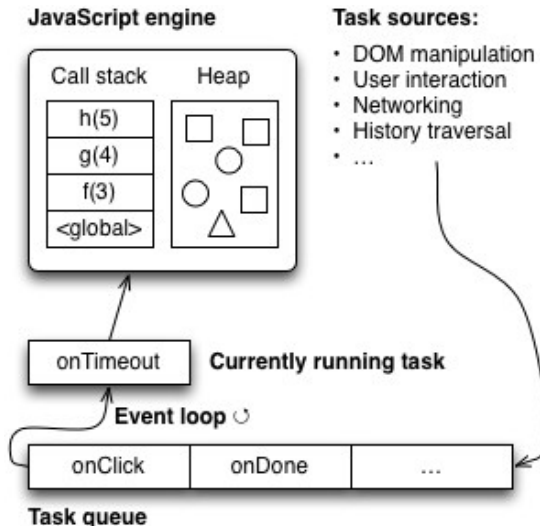 JavaScript engine
Call stack
Heap
h(5)
g(4)
f(3)
<global>
Task sources:
• DOM manipulation
• User interaction
• Networking
• History traversal
• …
onTimeout
Currently running task
Event loop ↺
onClick
onDone
…
Task queue